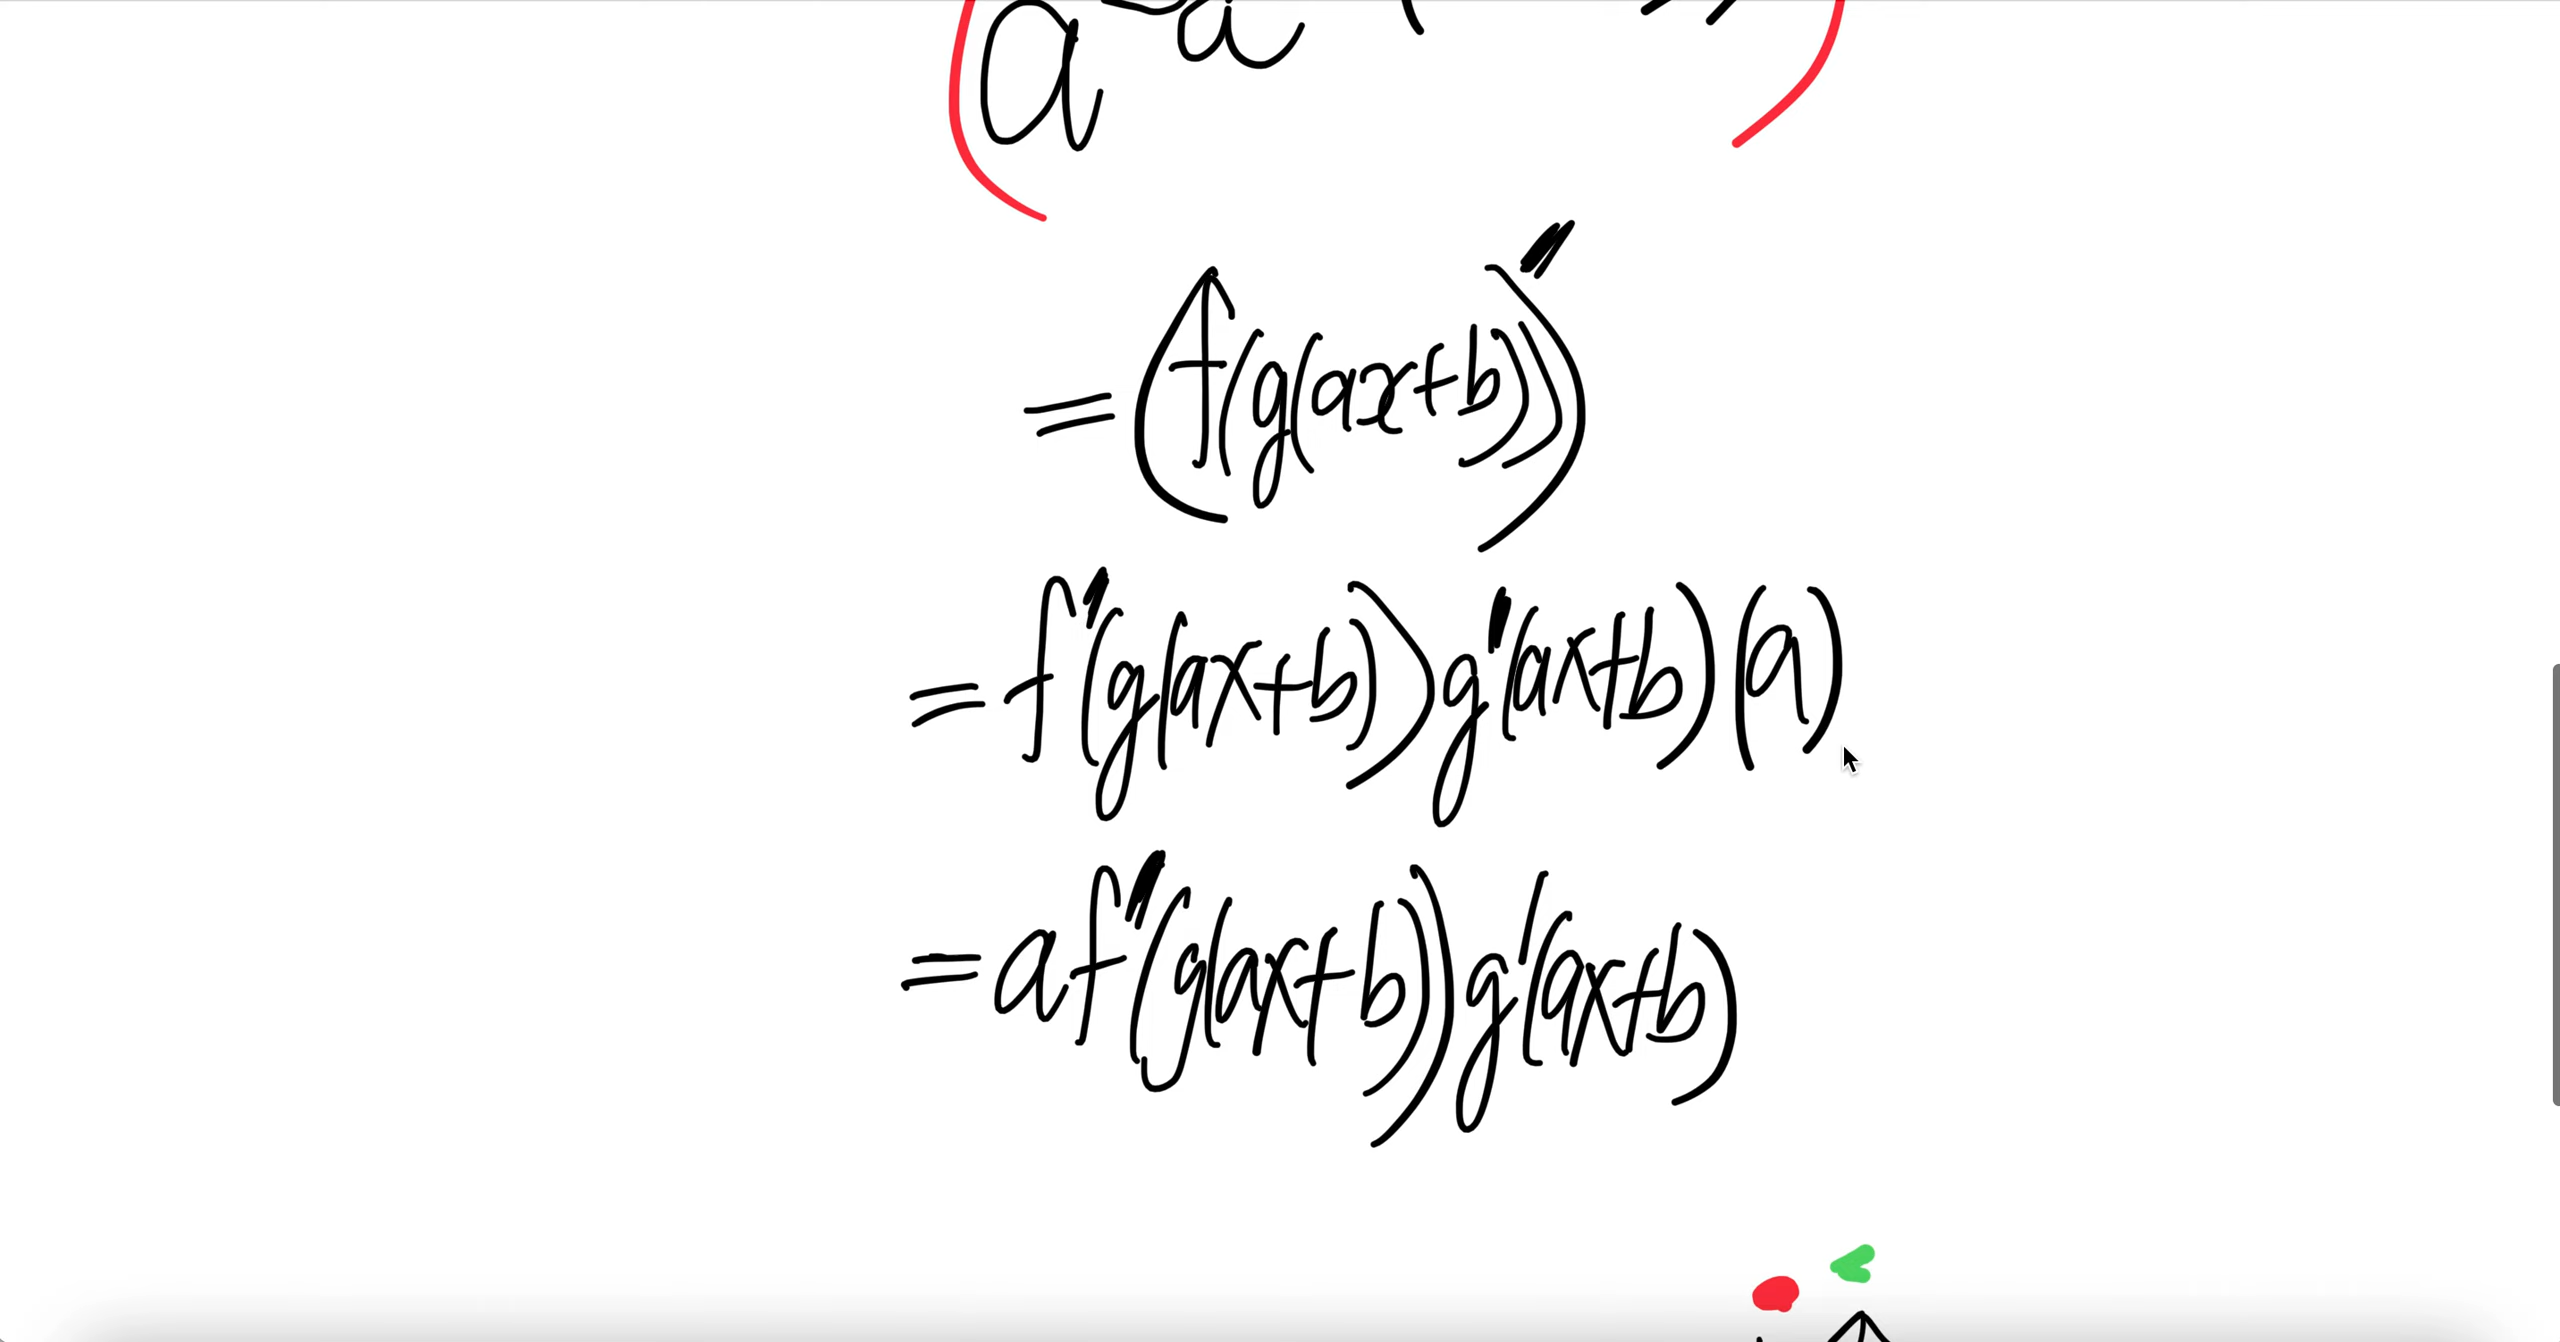 a a
= (f(g(ax+b)))'
= f'(g(ax+b))g'(ax+b)(a)
= af'(g(ax+b))g'(ax+b)